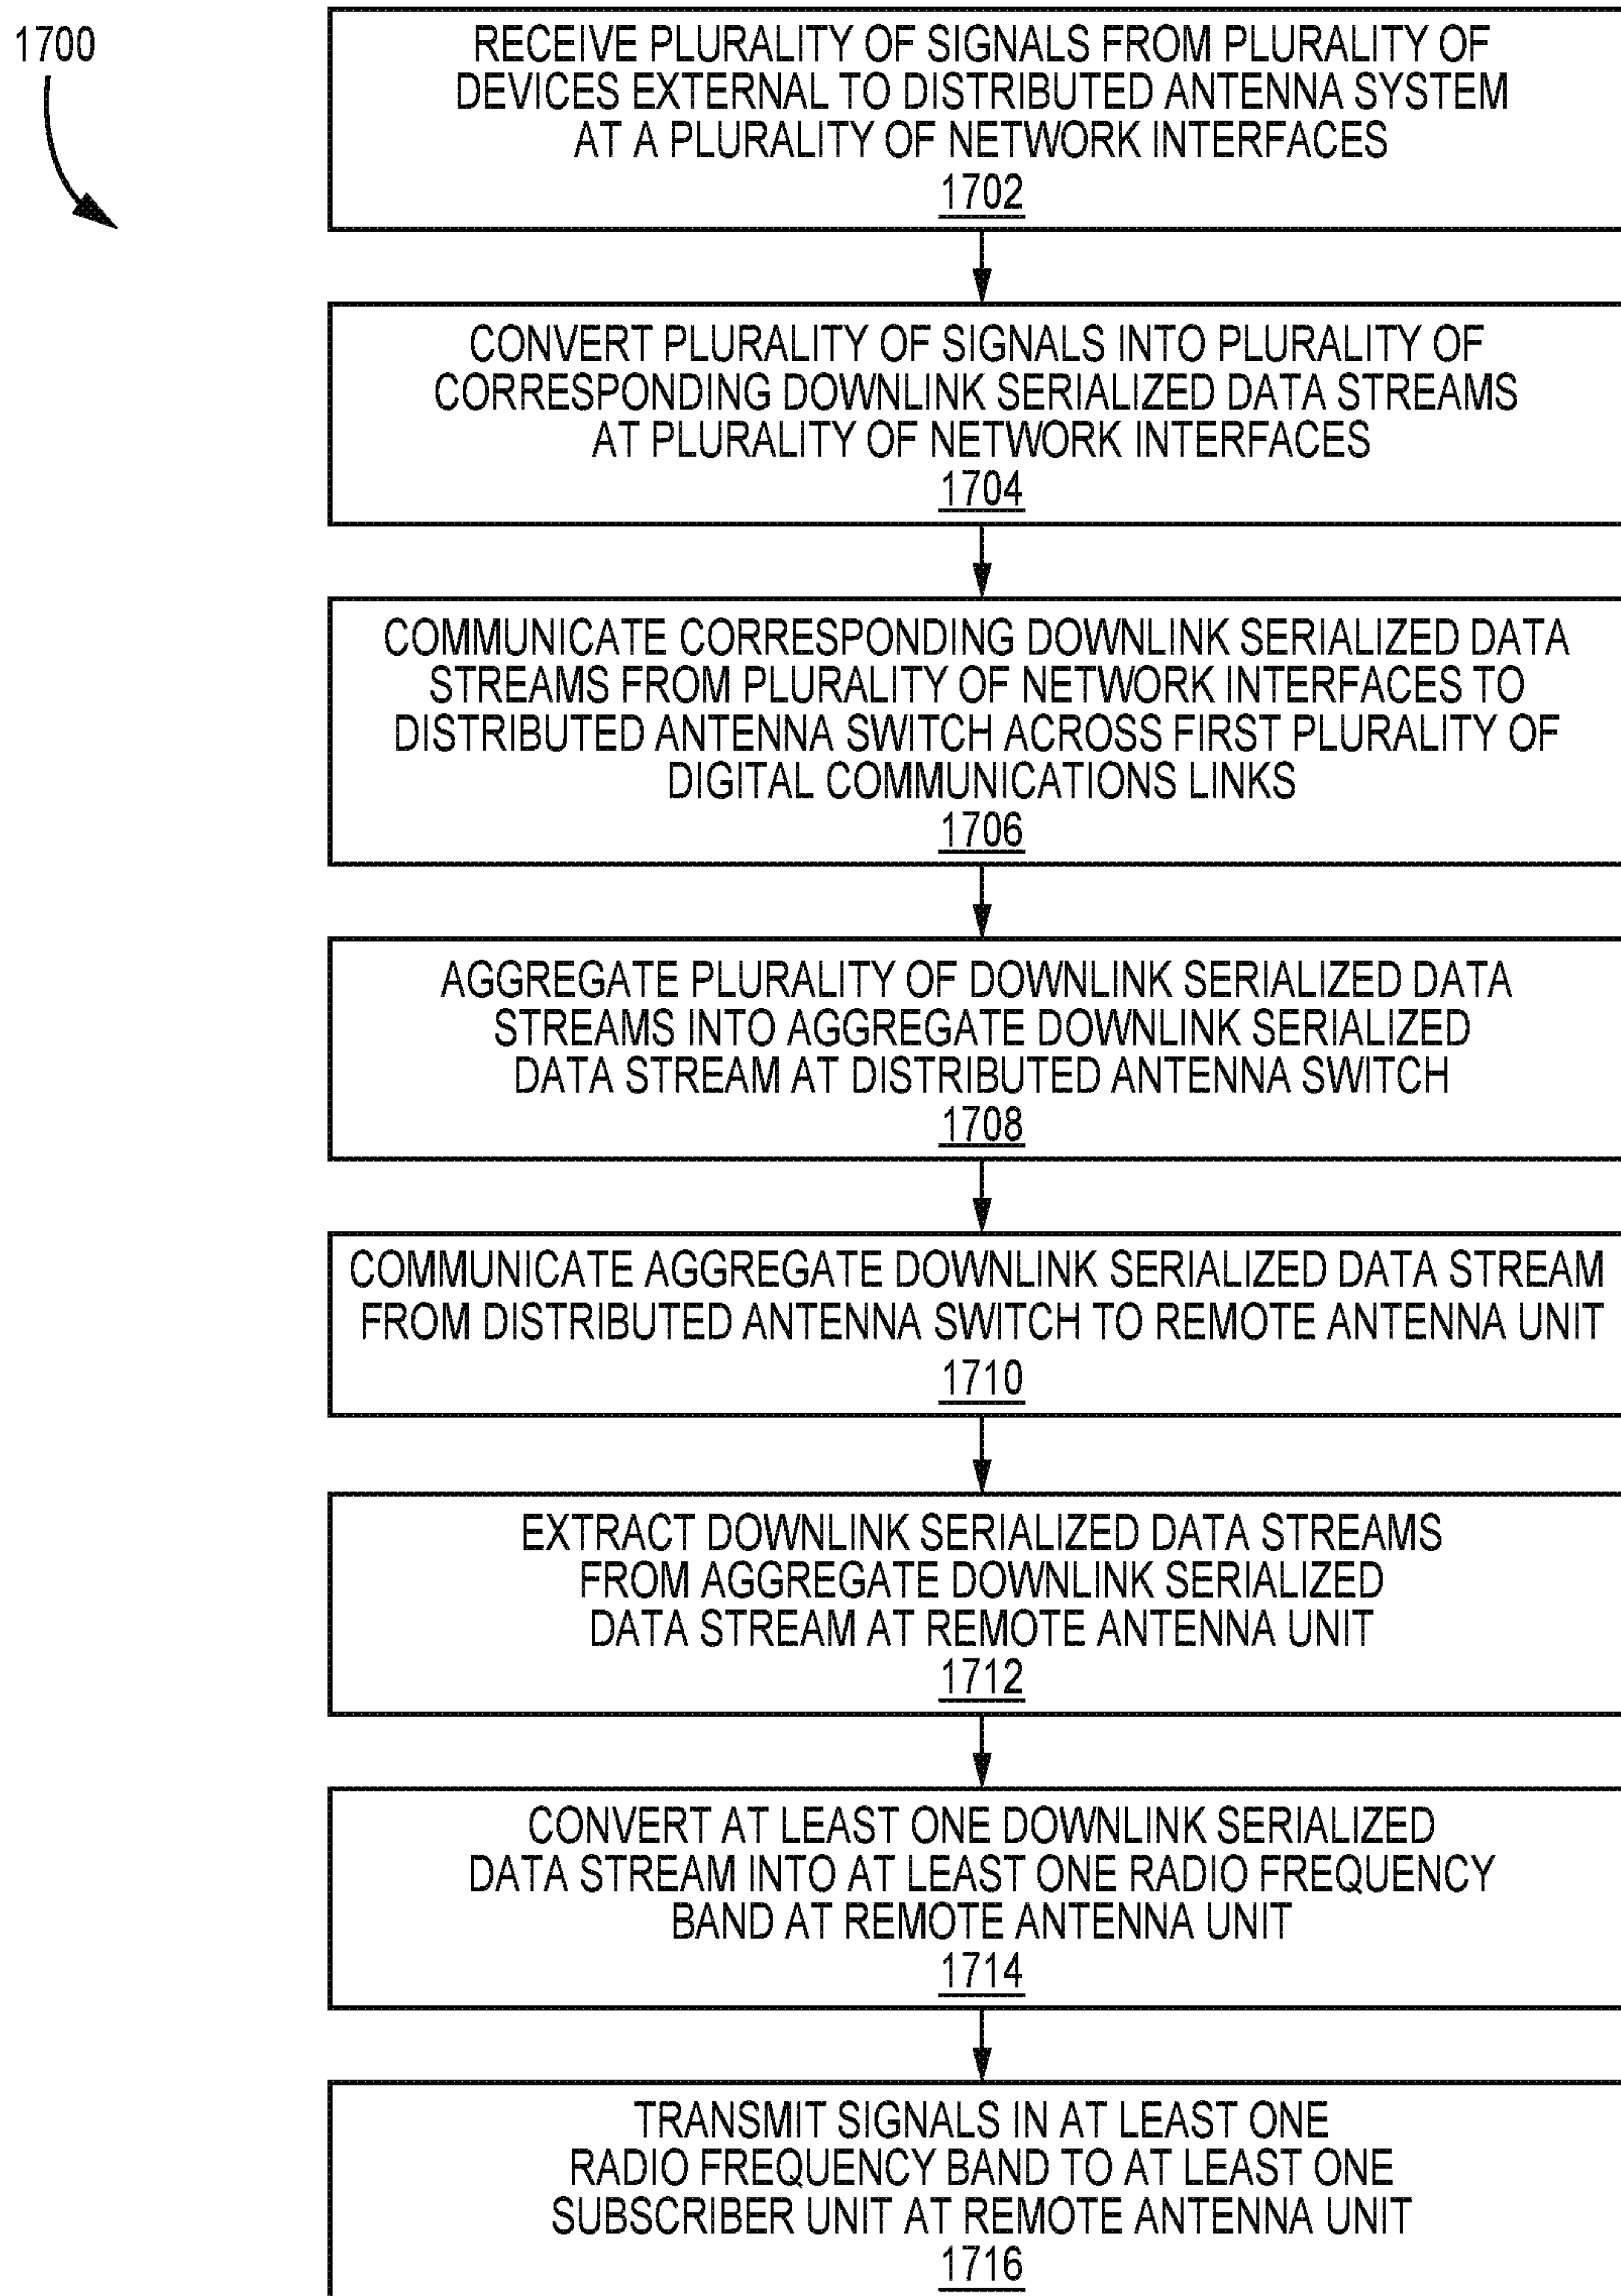 1700
RECEIVE PLURALITY OF SIGNALS FROM PLURALITY OF
DEVICES EXTERNAL TO DISTRIBUTED ANTENNA SYSTEM
AT A PLURALITY OF NETWORK INTERFACES
1702
CONVERT PLURALITY OF SIGNALS INTO PLURALITY OF
CORRESPONDING DOWNLINK SERIALIZED DATA STREAMS
AT PLURALITY OF NETWORK INTERFACES
1704
COMMUNICATE CORRESPONDING DOWNLINK SERIALIZED DATA
STREAMS FROM PLURALITY OF NETWORK INTERFACES TO
DISTRIBUTED ANTENNA SWITCH ACROSS FIRST PLURALITY OF
DIGITAL COMMUNICATIONS LINKS
1706
AGGREGATE PLURALITY OF DOWNLINK SERIALIZED DATA
STREAMS INTO AGGREGATE DOWNLINK SERIALIZED
DATA STREAM AT DISTRIBUTED ANTENNA SWITCH
1708
COMMUNICATE AGGREGATE DOWNLINK SERIALIZED DATA STREAM
FROM DISTRIBUTED ANTENNA SWITCH TO REMOTE ANTENNA UNIT
1710
EXTRACT DOWNLINK SERIALIZED DATA STREAMS
FROM AGGREGATE DOWNLINK SERIALIZED
DATA STREAM AT REMOTE ANTENNA UNIT
1712
CONVERT AT LEAST ONE DOWNLINK SERIALIZED
DATA STREAM INTO AT LEAST ONE RADIO FREQUENCY
BAND AT REMOTE ANTENNA UNIT
1714
TRANSMIT SIGNALS IN AT LEAST ONE
RADIO FREQUENCY BAND TO AT LEAST ONE
SUBSCRIBER UNIT AT REMOTE ANTENNA UNIT
1716